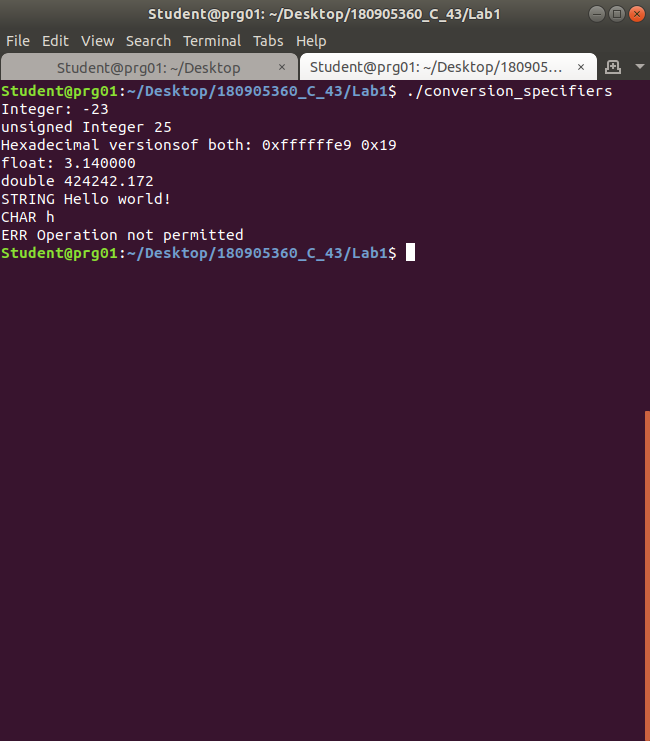 Student@prg01: ~/Desktop/180905360_C_43/Lab1
File Edit View Search Terminal Tabs Help
Student@prg01: ~/Desktop × Student@prg01: ~/Desktop/180905... ×
Student@prg01:~/Desktop/180905360_C_43/Lab1$ ./conversion_specifiers
Integer: -23
unsigned Integer 25
Hexadecimal versionsof both: 0xffffffe9 0x19
float: 3.140000
double 424242.172
STRING Hello world!
CHAR h
ERR Operation not permitted
Student@prg01:~/Desktop/180905360_C_43/Lab1$